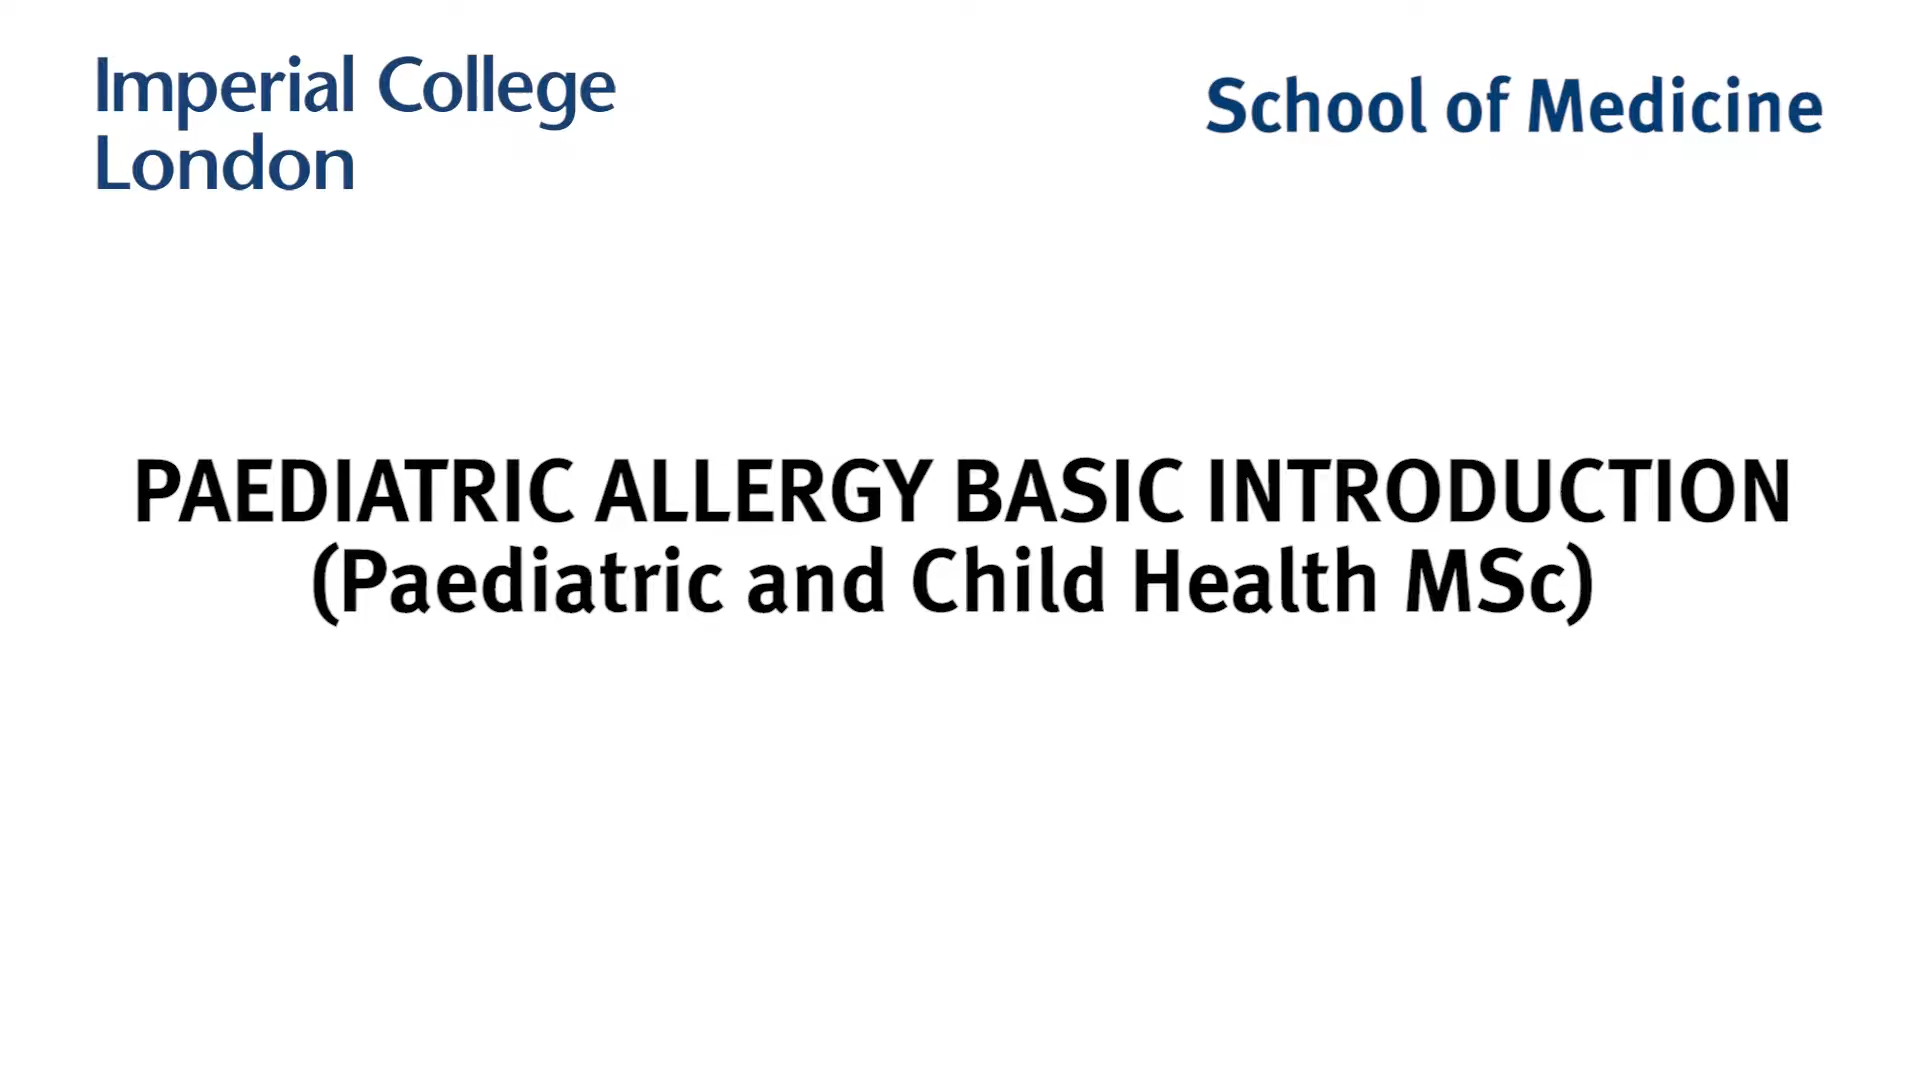 Imperial College
London
School of Medicine
PAEDIATRIC ALLERGY BASIC INTRODUCTION
(Paediatric and Child Health MSc)